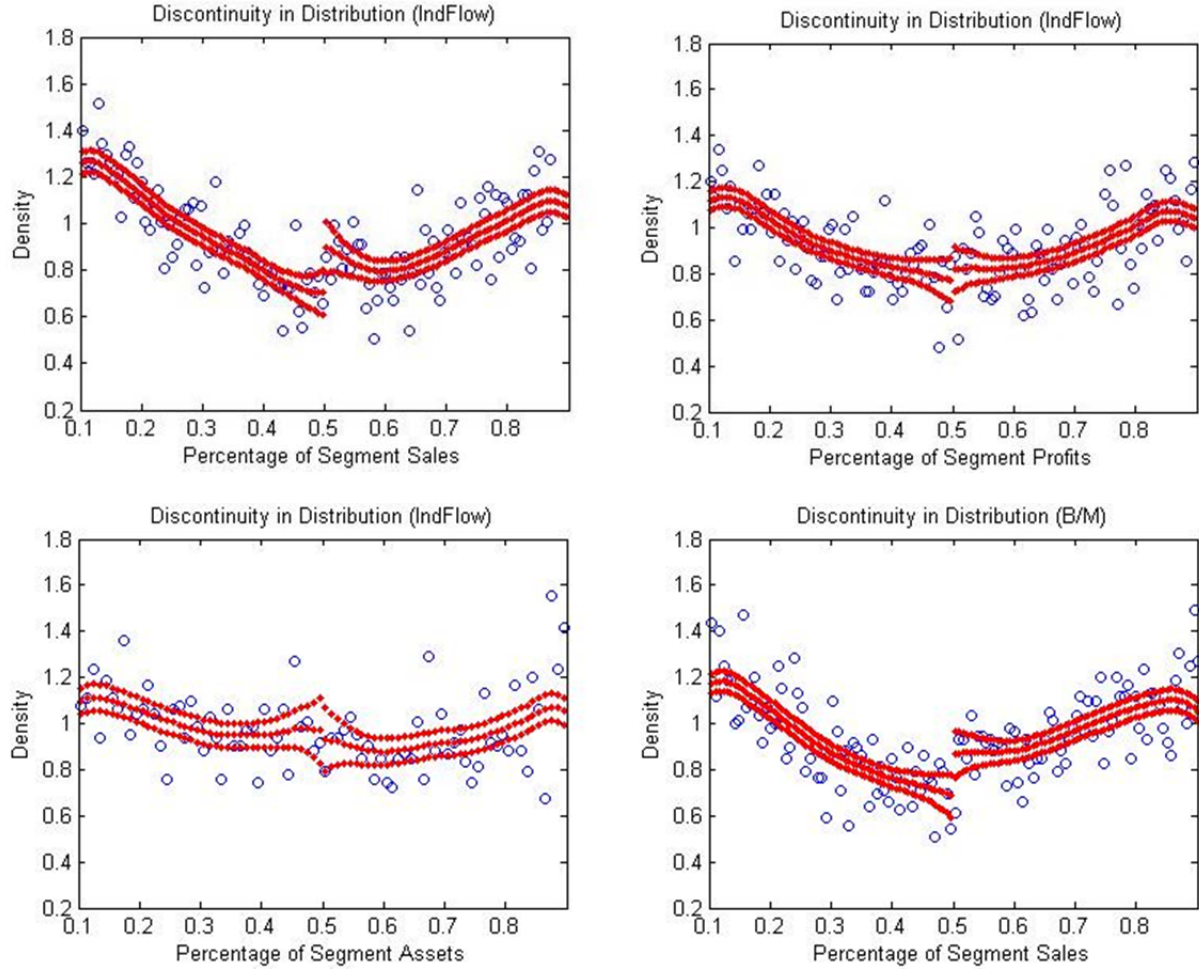 Discontinuity in Distribution (IndFlow)
1.8
1.6
1.4
1.2
1
0.8
0.6
0.4
0.2
Density
0.1 0.2 0.3 0.4 0.5 0.6 0.7 0.8
Percentage of Segment Sales
Discontinuity in Distribution (IndFlow)
1.8
1.6
1.4
1.2
1
0.8
0.6
0.4
0.2
Density
0.1 0.2 0.3 0.4 0.5 0.6 0.7 0.8
Percentage of Segment Profits
Discontinuity in Distribution (IndFlow)
1.8
1.6
1.4
1.2
1
0.8
0.6
0.4
0.2
Density
0.1 0.2 0.3 0.4 0.5 0.6 0.7 0.8
Percentage of Segment Assets
Discontinuity in Distribution (B/M)
1.8
1.6
1.4
1.2
1
0.8
0.6
0.4
0.2
Density
0.1 0.2 0.3 0.4 0.5 0.6 0.7 0.8
Percentage of Segment Sales